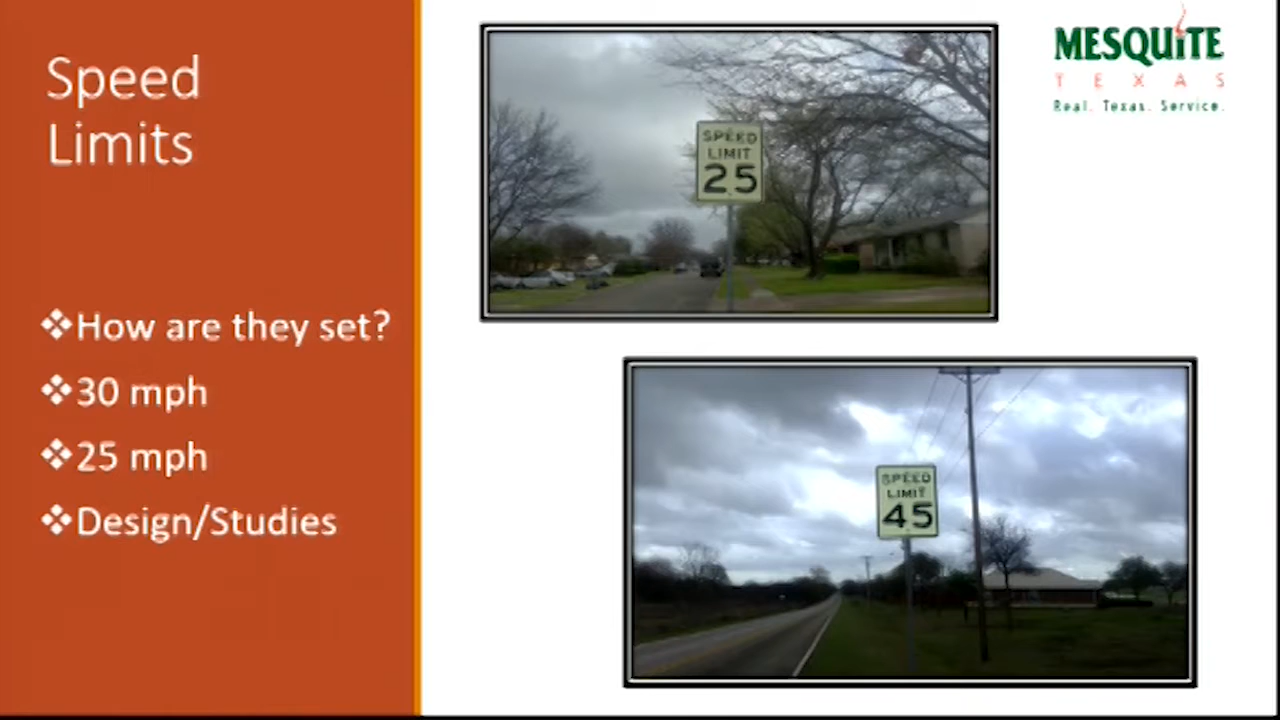 Speed
Limits
❖How are they set?
❖30 mph
❖25 mph
❖Design/Studies
SPEED
LIMIT
25
SPEED
LIMIT
45
MESQUiTE
TEXAS
Real. Texas. Service.